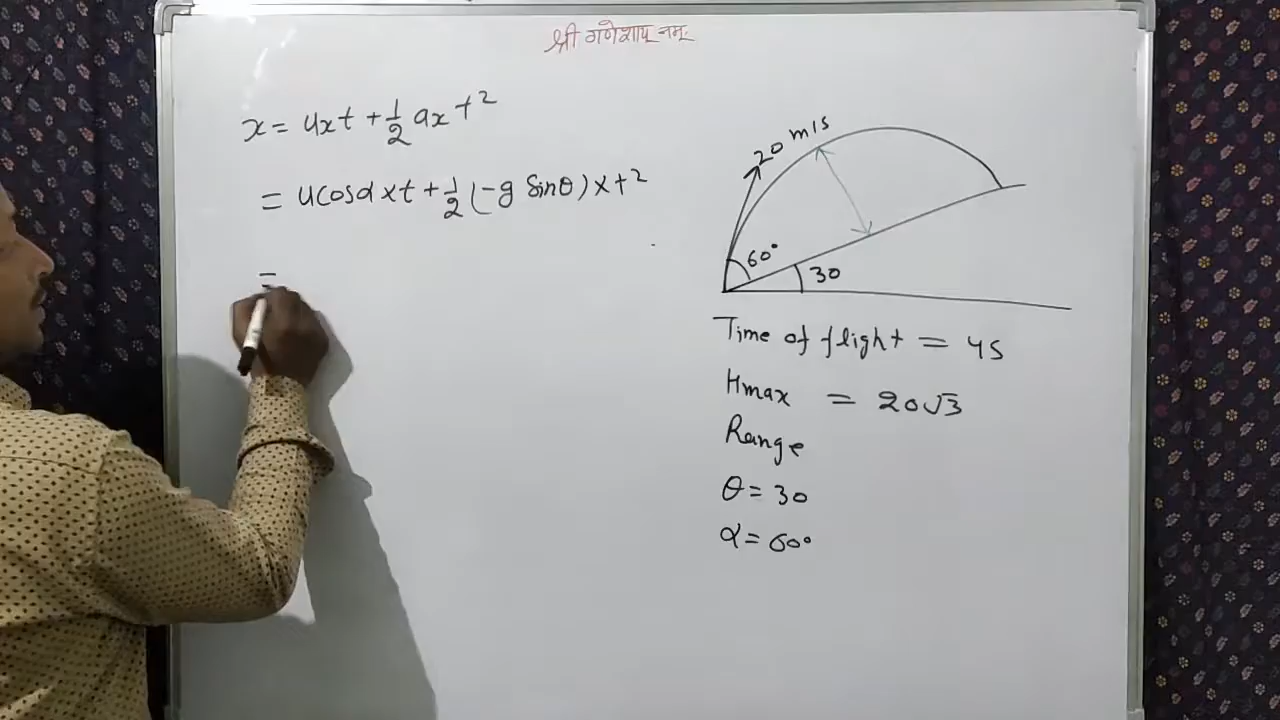 श्री गणेशाय नमः
x = uxt + 1/2 axt²
= ucosα×t + 1/2 (-g Sinθ)×t²
=
20 m/s
60°
30
Time of flight = 4s
Hmax = 20√3
Range
θ = 30
α = 60°